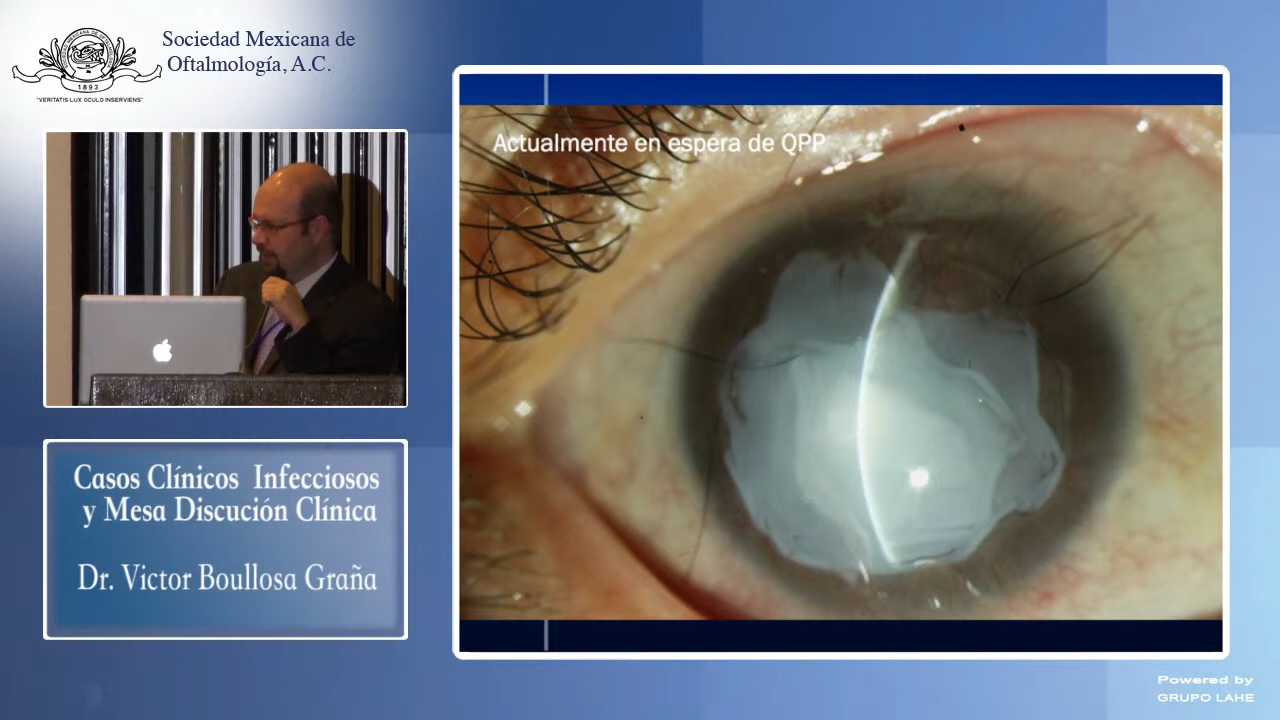 Sociedad Mexicana de
Oftalmología, A.C.
1893
"VERITATIS LUX OCULO INSERVIENS"
Actualmente en espera de QPP
Casos Clínicos Infecciosos
y Mesa Discución Clínica
Dr. Victor Boullosa Graña
Powered by
GRUPO LAHE